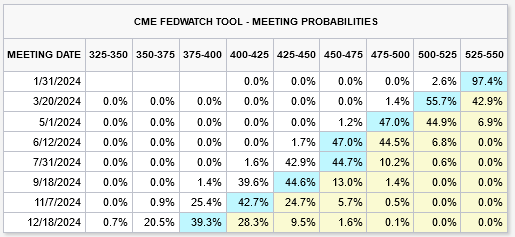 CME FEDWATCH TOOL - MEETING PROBABILITIES
MEETING DATE 325-350 350-375 375-400 400-425 425-450 450-475 475-500 500-525 525-550
1/31/2024 0.0% 0.0% 0.0% 0.0% 2.6% 97.4%
3/20/2024 0.0% 0.0% 0.0% 0.0% 0.0% 0.0% 1.4% 55.7% 42.9%
5/1/2024 0.0% 0.0% 0.0% 0.0% 0.0% 1.2% 47.0% 44.9% 6.9%
6/12/2024 0.0% 0.0% 0.0% 0.0% 1.7% 47.0% 44.5% 6.8% 0.0%
7/31/2024 0.0% 0.0% 0.0% 1.6% 42.9% 44.7% 10.2% 0.6% 0.0%
9/18/2024 0.0% 0.0% 1.4% 39.6% 44.6% 13.0% 1.4% 0.0% 0.0%
11/7/2024 0.0% 0.9% 25.4% 42.7% 24.7% 5.7% 0.5% 0.0% 0.0%
12/18/2024 0.7% 20.5% 39.3% 28.3% 9.5% 1.6% 0.1% 0.0% 0.0%